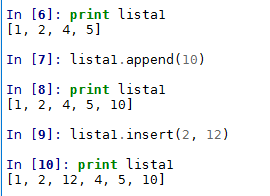 In [6]: print lista1
[1, 2, 4, 5]
In [7]: lista1.append(10)
In [8]: print lista1
[1, 2, 4, 5, 10]
In [9]: lista1.insert(2, 12)
In [10]: print lista1
[1, 2, 12, 4, 5, 10]